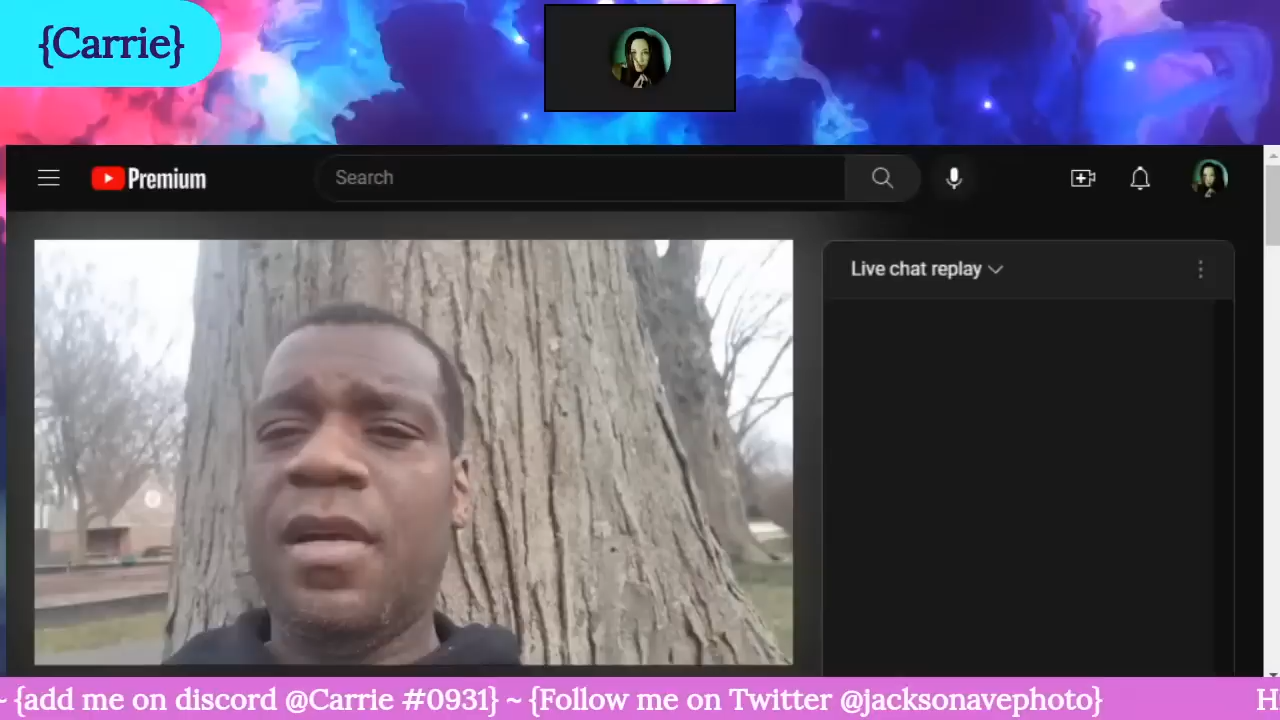 {Carrie}
Premium
Search
Live chat replay
~ {add me on discord @Carrie #0931} ~ {Follow me on Twitter @jacksonavephoto}
H